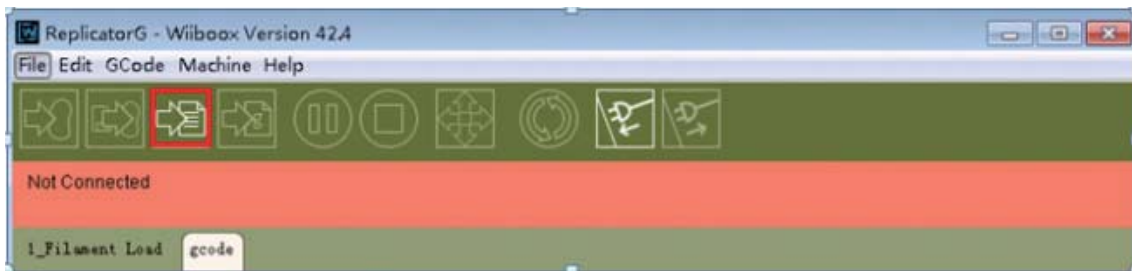 ReplicatorG - Wiiboox Version 42.4
File Edit GCode Machine Help
Not Connected
1_Filament Load gcode